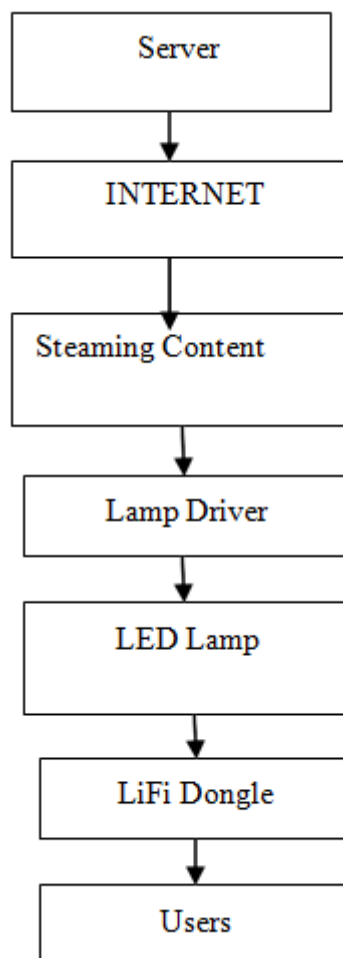 Server
INTERNET
Steaming Content
Lamp Driver
LED Lamp
LiFi Dongle
Users